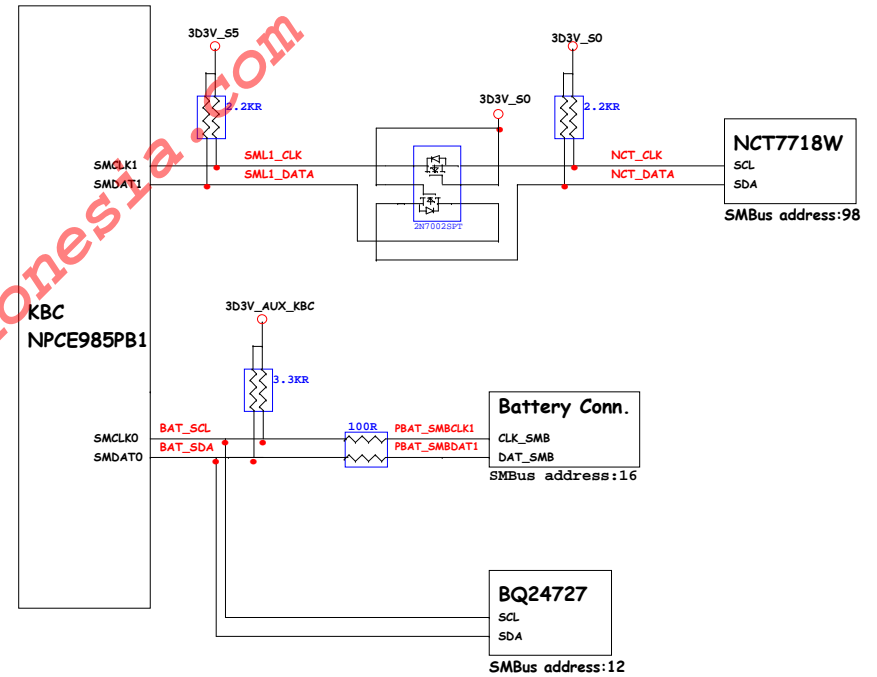 3D3V_S5
3D3V_S0
3D3V_S0
2.2KR
2.2KR
NCT7718W
SMCLK1
SML1_CLK
NCT_CLK
SCL
SMDAT1
SML1_DATA
NCT_DATA
SDA
2N7002SPT
SMBus address:98
onesia.com
KBC
NPCE985PB1
3D3V_AUX_KBC
3.3KR
Battery Conn.
SMCLK0
BAT_SCL
100R
PBAT_SMBCLK1
CLK_SMB
SMDAT0
BAT_SDA
PBAT_SMBDAT1
DAT_SMB
SMBus address:16
BQ24727
SCL
SDA
SMBus address:12